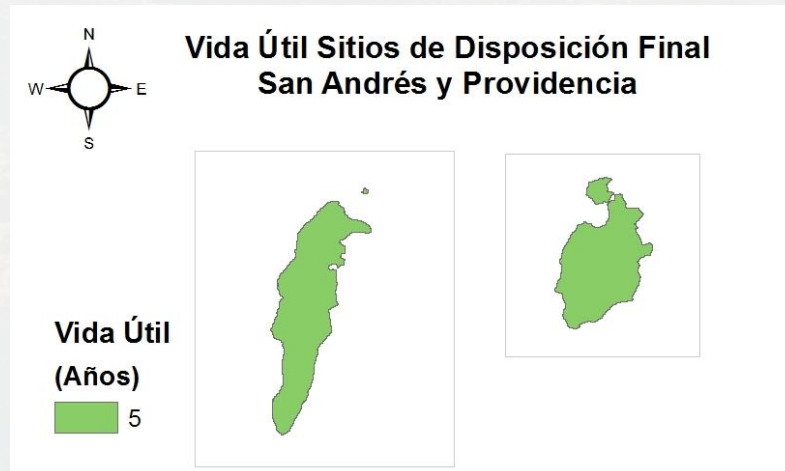 N
W E
S
Vida Útil Sitios de Disposición Final
San Andrés y Providencia
Vida Útil
(Años)
5